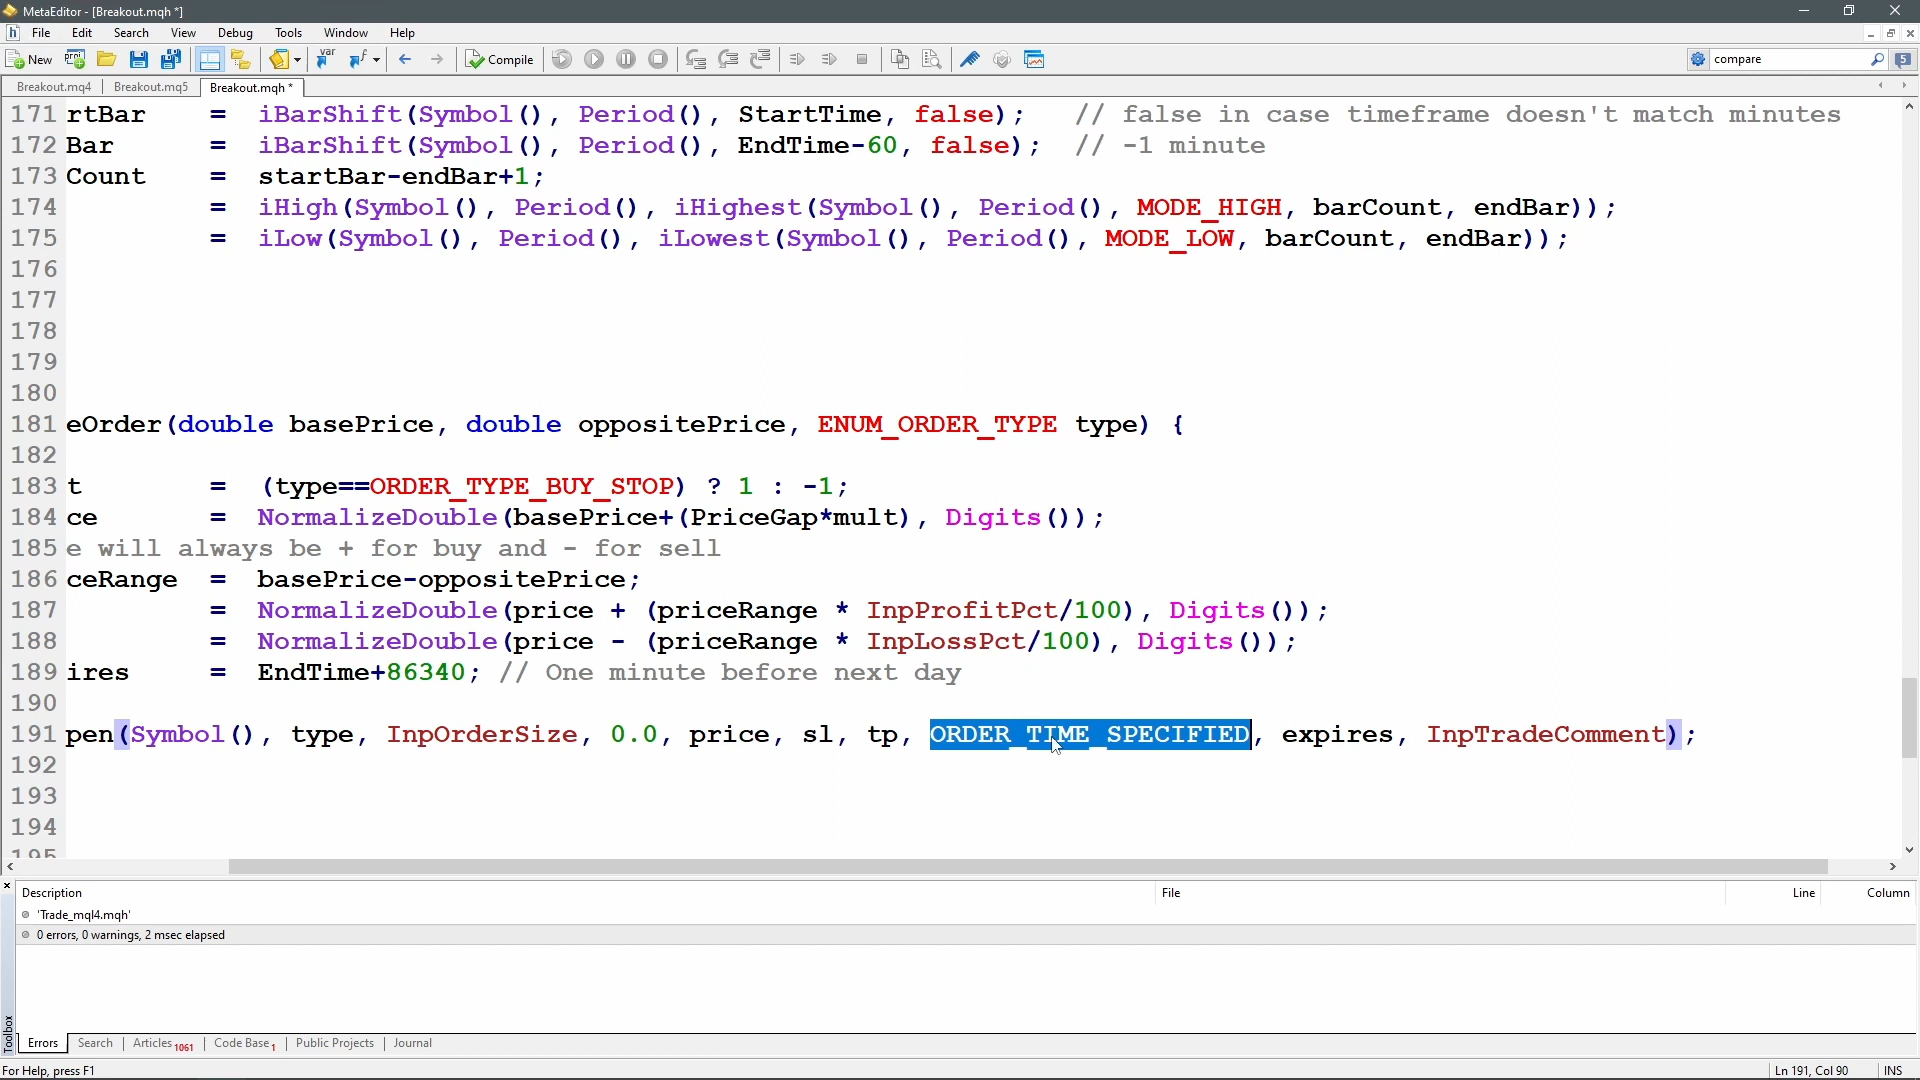 MetaEditor - [Breakout.mqh *]
File Edit Search View Debug Tools Window Help
New Compile compare 5
Breakout.mq4 Breakout.mq5 Breakout.mqh *
171 rtBar = iBarShift(Symbol(), Period(), StartTime, false); // false in case timeframe doesn't match minutes
172 Bar = iBarShift(Symbol(), Period(), EndTime-60, false); // -1 minute
173 Count = startBar-endBar+1;
174 = iHigh(Symbol(), Period(), iHighest(Symbol(), Period(), MODE_HIGH, barCount, endBar));
175 = iLow(Symbol(), Period(), iLowest(Symbol(), Period(), MODE_LOW, barCount, endBar));
176
177
178
179
180
181 eOrder(double basePrice, double oppositePrice, ENUM_ORDER_TYPE type) {
182
183 t = (type==ORDER_TYPE_BUY_STOP) ? 1 : -1;
184 ce = NormalizeDouble(basePrice+(PriceGap*mult), Digits());
185 e will always be + for buy and - for sell
186 ceRange = basePrice-oppositePrice;
187 = NormalizeDouble(price + (priceRange * InpProfitPct/100), Digits());
188 = NormalizeDouble(price - (priceRange * InpLossPct/100), Digits());
189 ires = EndTime+86340; // One minute before next day
190
191 pen(Symbol(), type, InpOrderSize, 0.0, price, sl, tp, ORDER_TIME_SPECIFIED, expires, InpTradeComment);
192
193
194
195
Description File Line Column
'Trade_mql4.mqh'
0 errors, 0 warnings, 2 msec elapsed
Toolbox
Errors Search Articles 1061 Code Base 1 Public Projects Journal
For Help, press F1 Ln 191, Col 90 INS